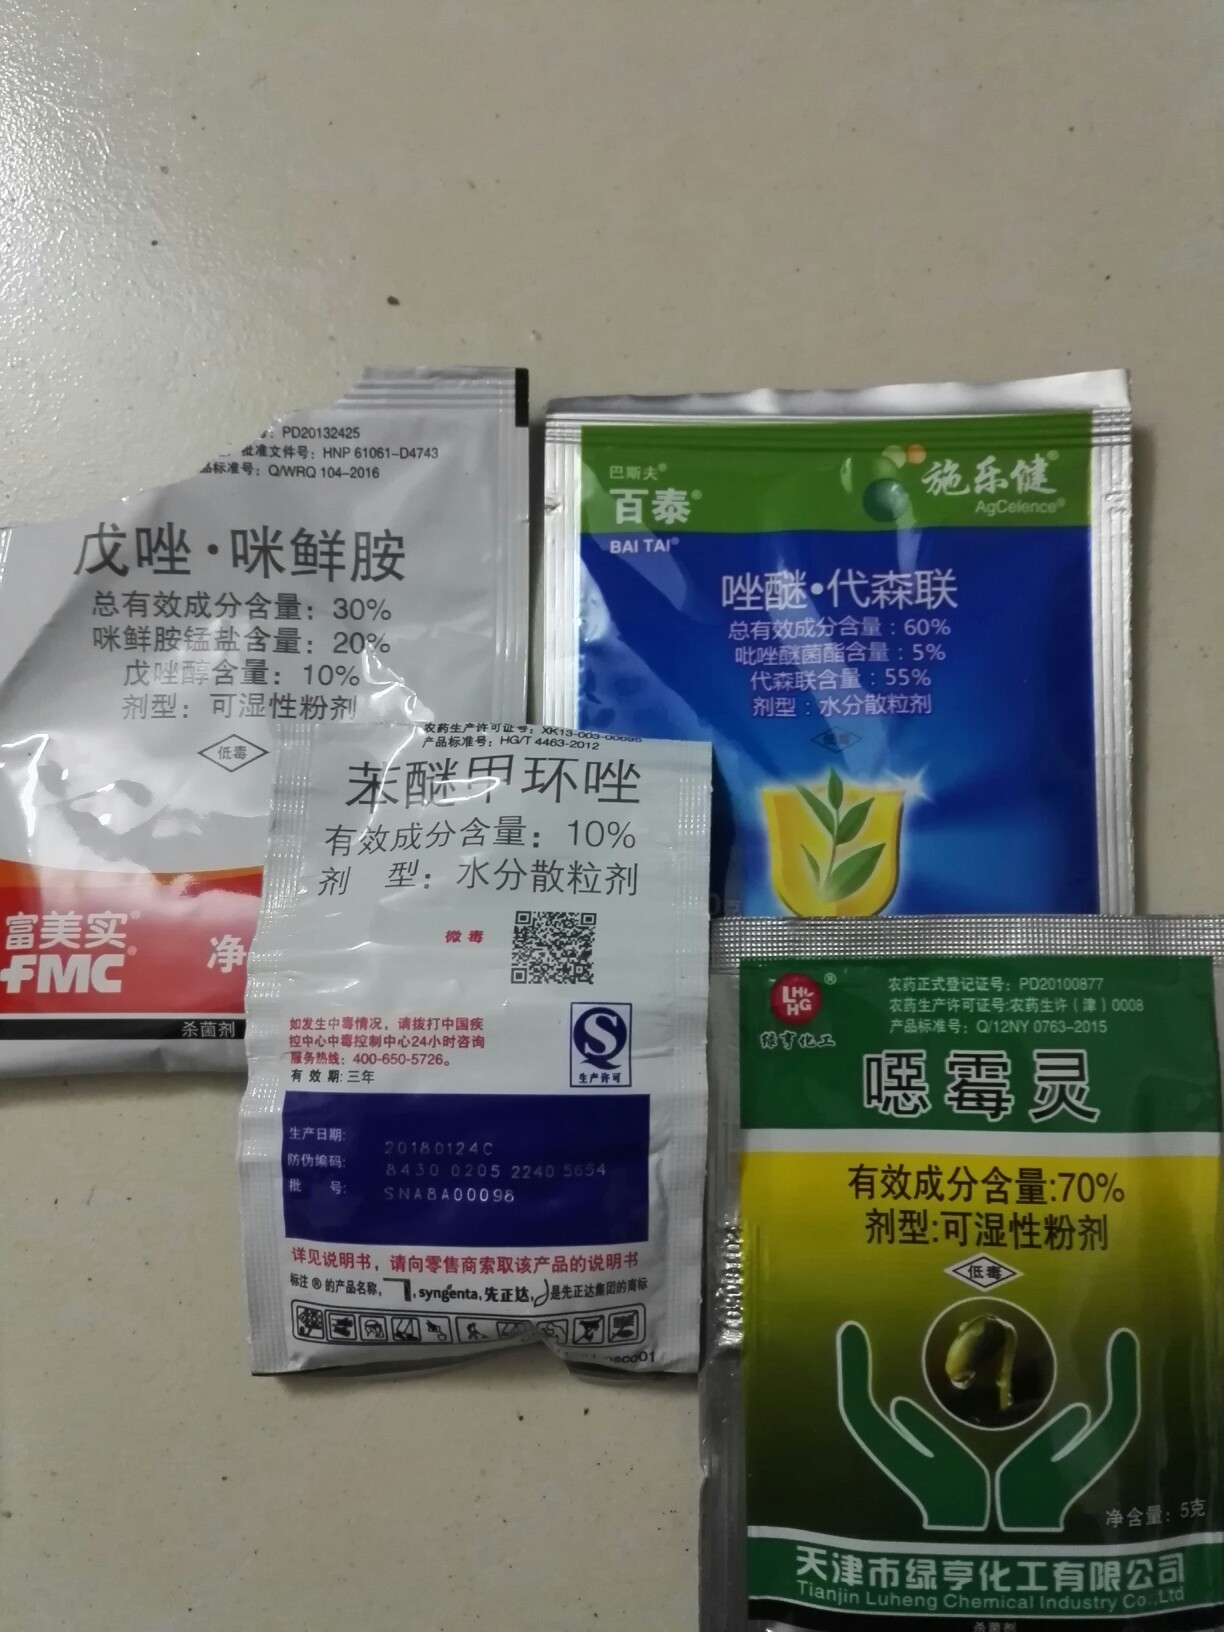 PD20132425
批准文件号：HNP 61061-D4743
品标准号：Q/WRQ 104-2016
戊唑·咪鲜胺
总有效成分含量：30%
咪鲜胺锰盐含量：20%
戊唑醇含量：10%
剂型：可湿性粉剂
低毒
富美实®
FMC
净
杀菌剂
巴斯夫®
百泰®
BAI TAI®
施乐健®
AgCelence®
唑醚·代森联
总有效成分含量：60%
吡唑醚菌酯含量：5%
代森联含量：55%
剂型：水分散粒剂
低毒
农药生产许可证号：XK13-003-00695
产品标准号：HG/T 4463-2012
苯醚甲环唑
有效成分含量：10%
剂 型：水分散粒剂
微毒
如发生中毒情况，请拨打中国疾
控中心中毒控制中心24小时咨询
服务热线：400-650-5726。
有 效 期: 三年
生产许可
生产日期: 20180124C
防伪编码: 8430 0205 2240 5654
批 号: SNA8A00098
详见说明书，请向零售商索取该产品的说明书
标注 ® 的产品名称, , syngenta, 先正达, 是先正达集团的商标
LH HG ®
绿亨化工
农药正式登记证号：PD20100877
农药生产许可证号:农药生许（津）0008
产品标准号：Q/12NY 0763-2015
噁霉灵
有效成分含量:70%
剂型:可湿性粉剂
低毒
净含量：5克
天津市绿亨化工有限公司
Tianjin Luheng Chemical Industry Co.,Ltd
杀菌剂